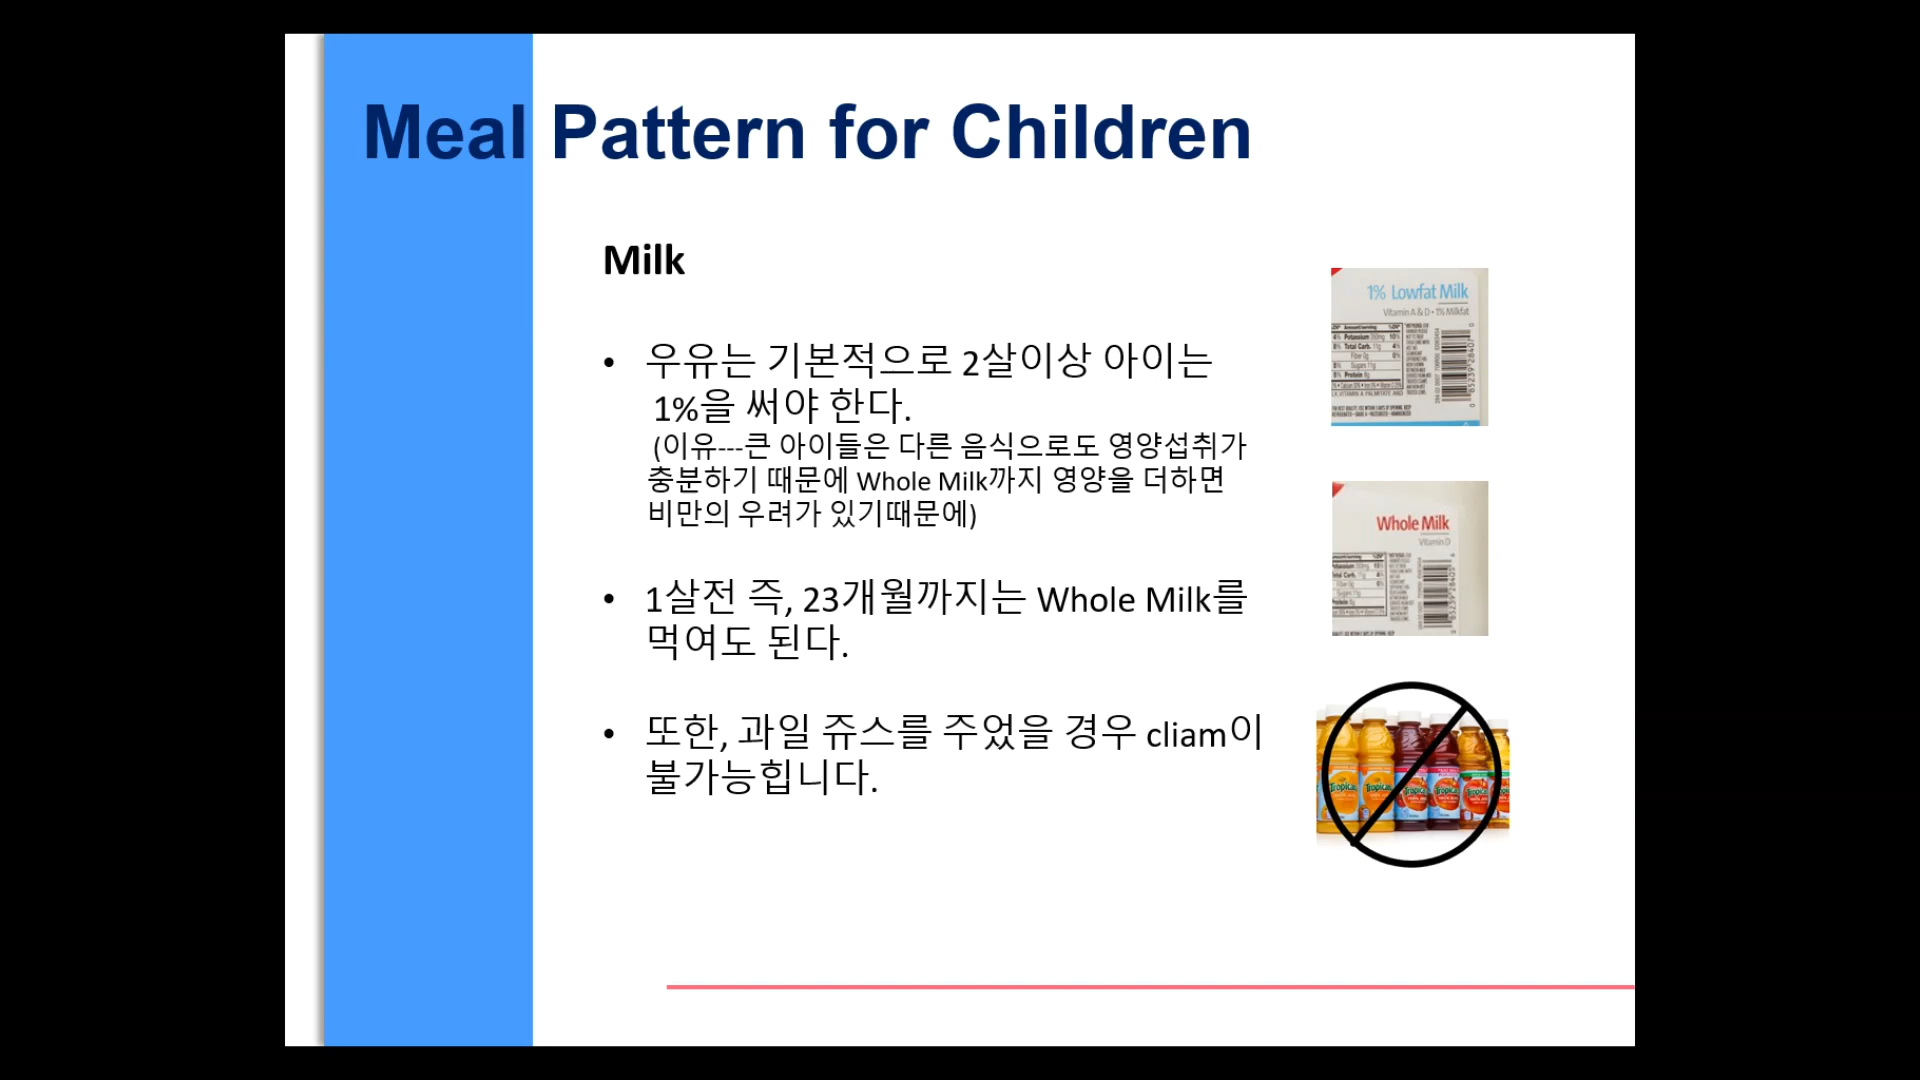 Meal Pattern for Children
Milk
• 우유는 기본적으로 2살이상 아이는
1%을 써야 한다.
(이유---큰 아이들은 다른 음식으로도 영양섭취가
충분하기 때문에 Whole Milk까지 영양을 더하면
비만의 우려가 있기때문에)
• 1살전 즉, 23개월까지는 Whole Milk를
먹여도 된다.
• 또한, 과일 쥬스를 주었을 경우 cliam이
불가능힙니다.
1% Lowfat Milk
Vitamin A & D • 1% Milkfat
Whole Milk
Vitamin D